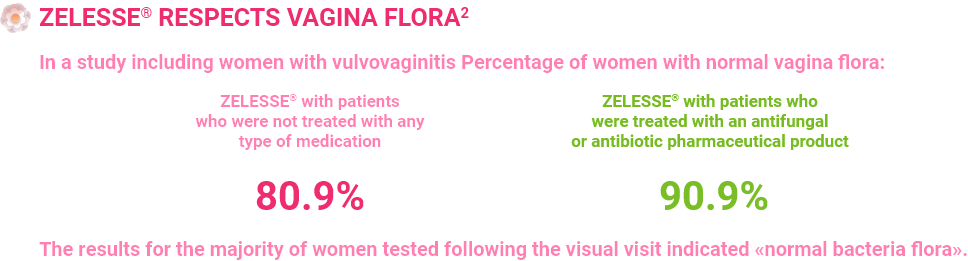 ZELESSE® RESPECTS VAGINA FLORA²
In a study including women with vulvovaginitis Percentage of women with normal vagina flora:
ZELESSE® with patients
who were not treated with any
type of medication
80.9%
ZELESSE® with patients who
were treated with an antifungal
or antibiotic pharmaceutical product
90.9%
The results for the majority of women tested following the visual visit indicated «normal bacteria flora».